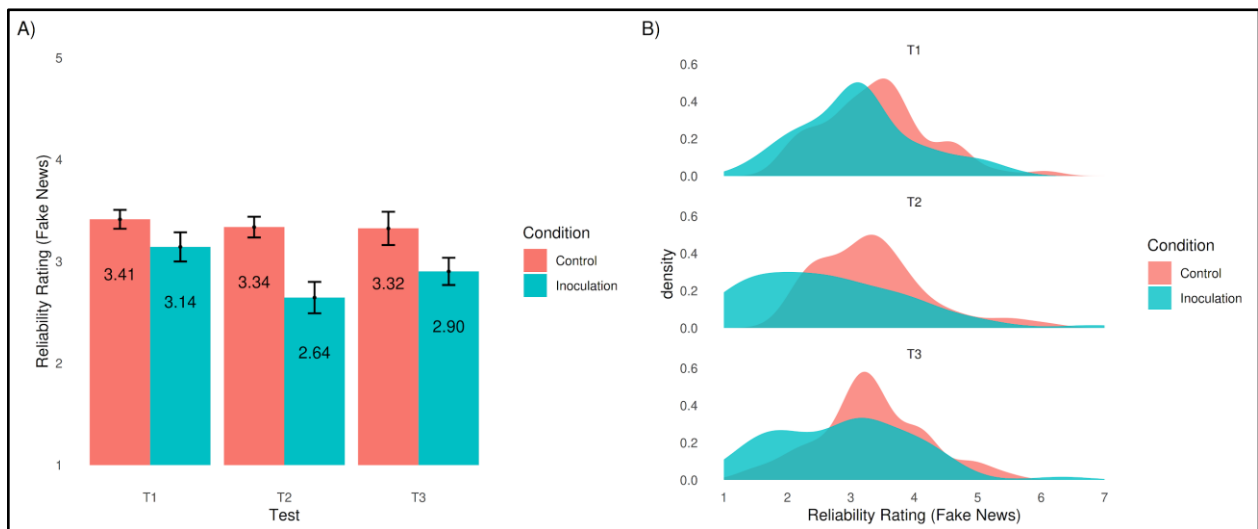 A)
5
4
3
2
1
Reliability Rating (Fake News)
3.41
3.14
3.34
2.64
3.32
2.90
T1
T2
T3
Test
Condition
Control
Inoculation
B)
T1
0.6
0.4
0.2
0.0
T2
0.6
0.4
0.2
0.0
density
T3
0.6
0.4
0.2
0.0
1 2 3 4 5 6 7
Reliability Rating (Fake News)
Condition
Control
Inoculation